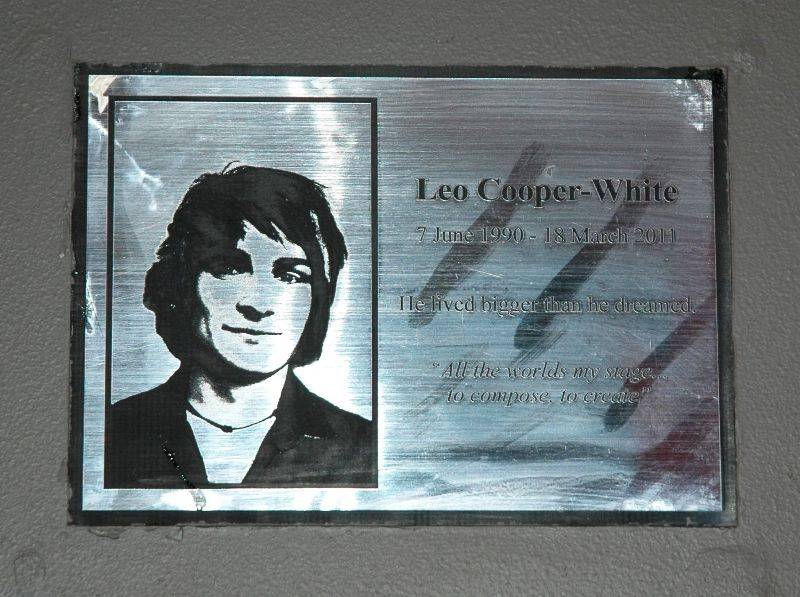 Leo Cooper-White
7 June 1990 - 18 March 2011
He lived bigger than he dreamed.
"All the worlds my stage...
to compose, to create"